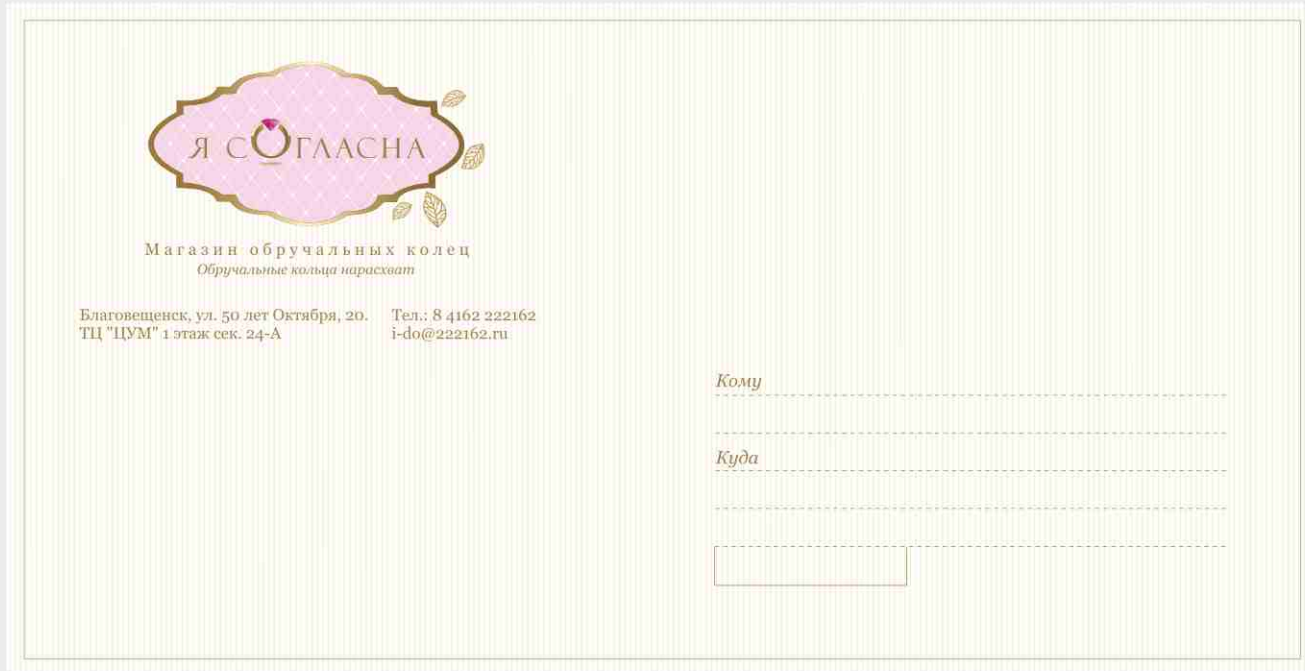 Я СОГЛАСНА
Магазин обручальных колец
Обручальные кольца нарасхват
Благовещенск, ул. 50 лет Октября, 20.
ТЦ "ЦУМ" 1 этаж сек. 24-А
Тел.: 8 4162 222162
i-do@222162.ru
Кому
Куда